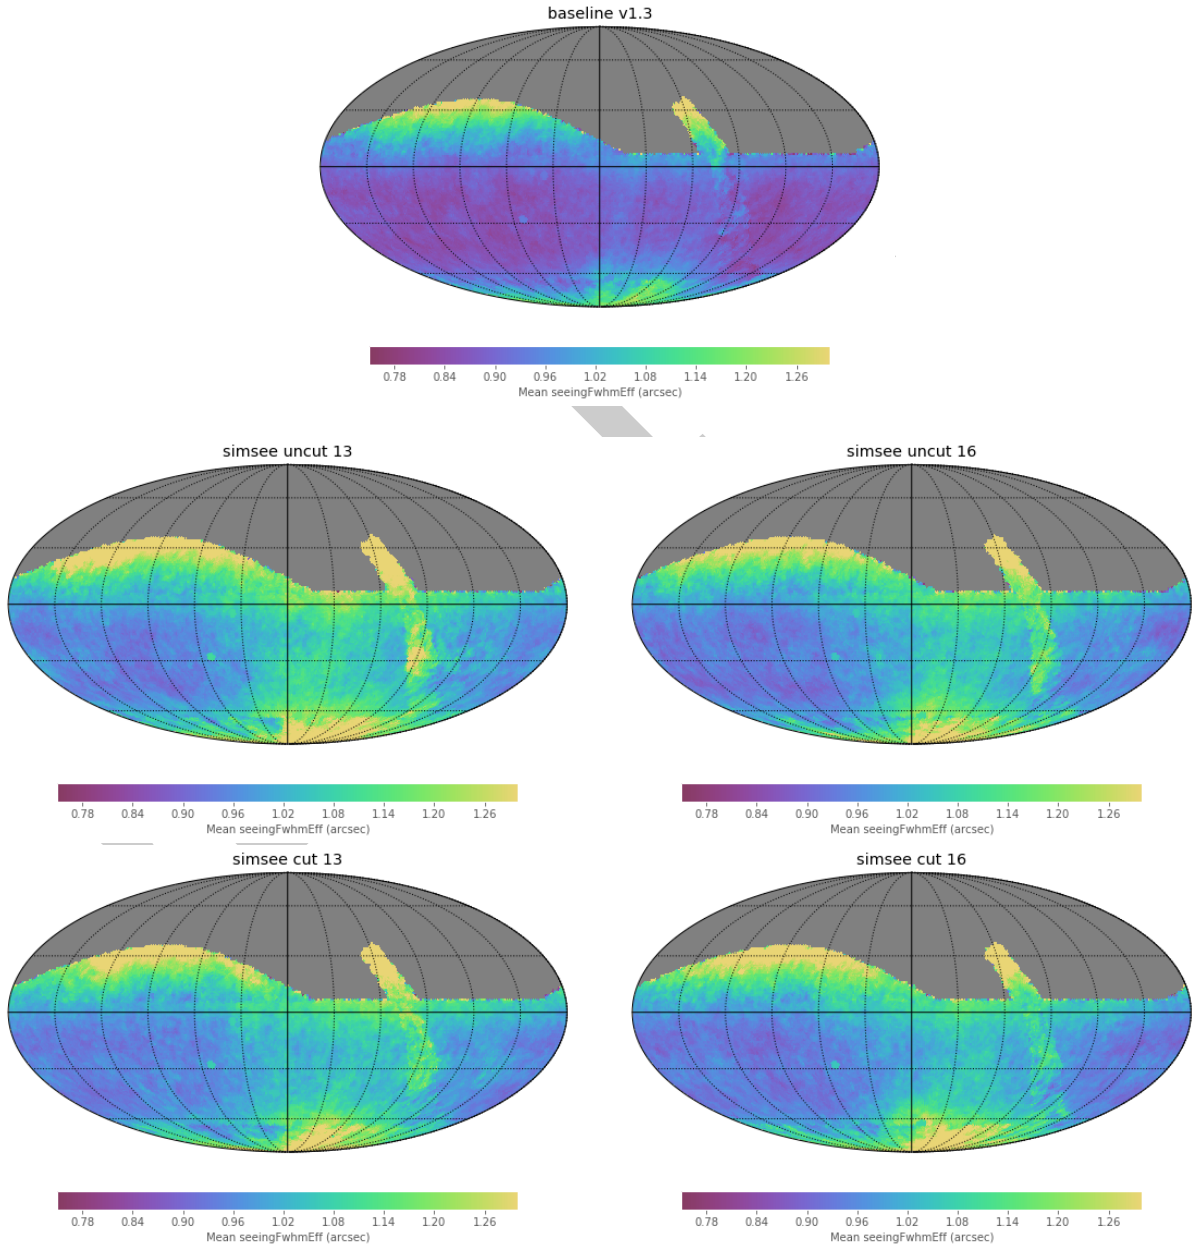 baseline v1.3
0.78 0.84 0.90 0.96 1.02 1.08 1.14 1.20 1.26
Mean seeingFwhmEff (arcsec)
simsee uncut 13
simsee uncut 16
0.78 0.84 0.90 0.96 1.02 1.08 1.14 1.20 1.26
Mean seeingFwhmEff (arcsec)
0.78 0.84 0.90 0.96 1.02 1.08 1.14 1.20 1.26
Mean seeingFwhmEff (arcsec)
simsee cut 13
simsee cut 16
0.78 0.84 0.90 0.96 1.02 1.08 1.14 1.20 1.26
Mean seeingFwhmEff (arcsec)
0.78 0.84 0.90 0.96 1.02 1.08 1.14 1.20 1.26
Mean seeingFwhmEff (arcsec)